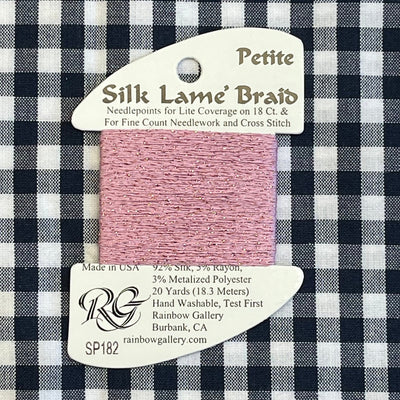 Petite
Silk Lamé Braid
Needlepoints for Lite Coverage on 18 Ct. &
For Fine Count Needlework and Cross Stitch
Made in USA 92% Silk, 5% Rayon,
3% Metalized Polyester
20 Yards (18.3 Meters)
RG Hand Washable, Test First
Rainbow Gallery
Burbank, CA
SP182 rainbowgallery.com